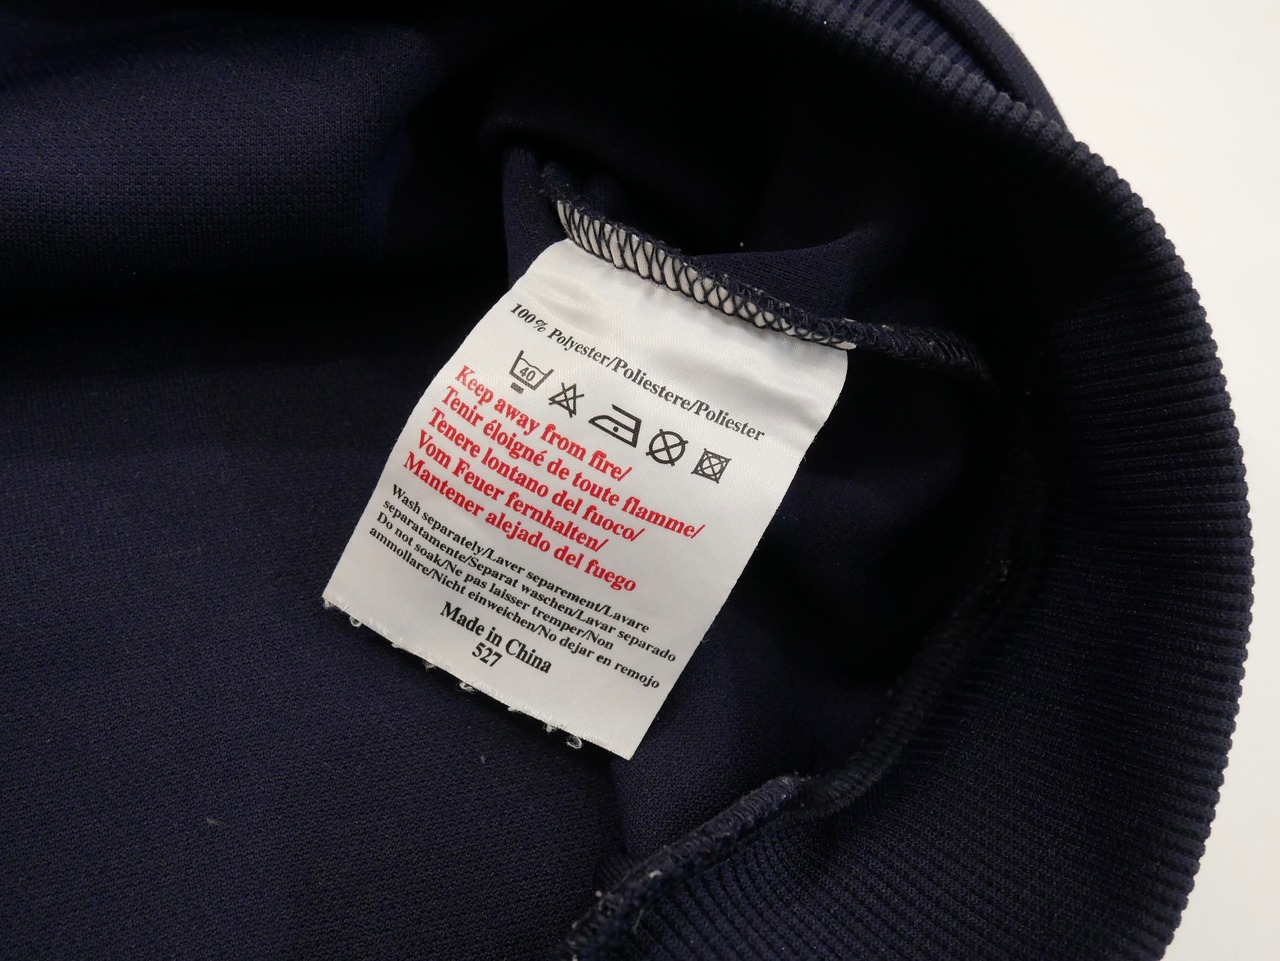 100% Polyester/Poliestere/Poliester
40
Keep away from fire/
Tenir éloigné de toute flamme/
Tenere lontano del fuoco/
Vom Feuer fernhalten/
Mantener alejado del fuego
Wash separately/Laver separement/Lavare
separatamente/Separat waschen/Lavar separado
Do not soak/Ne pas laisser tremper/Non
ammollare/Nicht einweichen/No dejar en remojo
Made in China
527